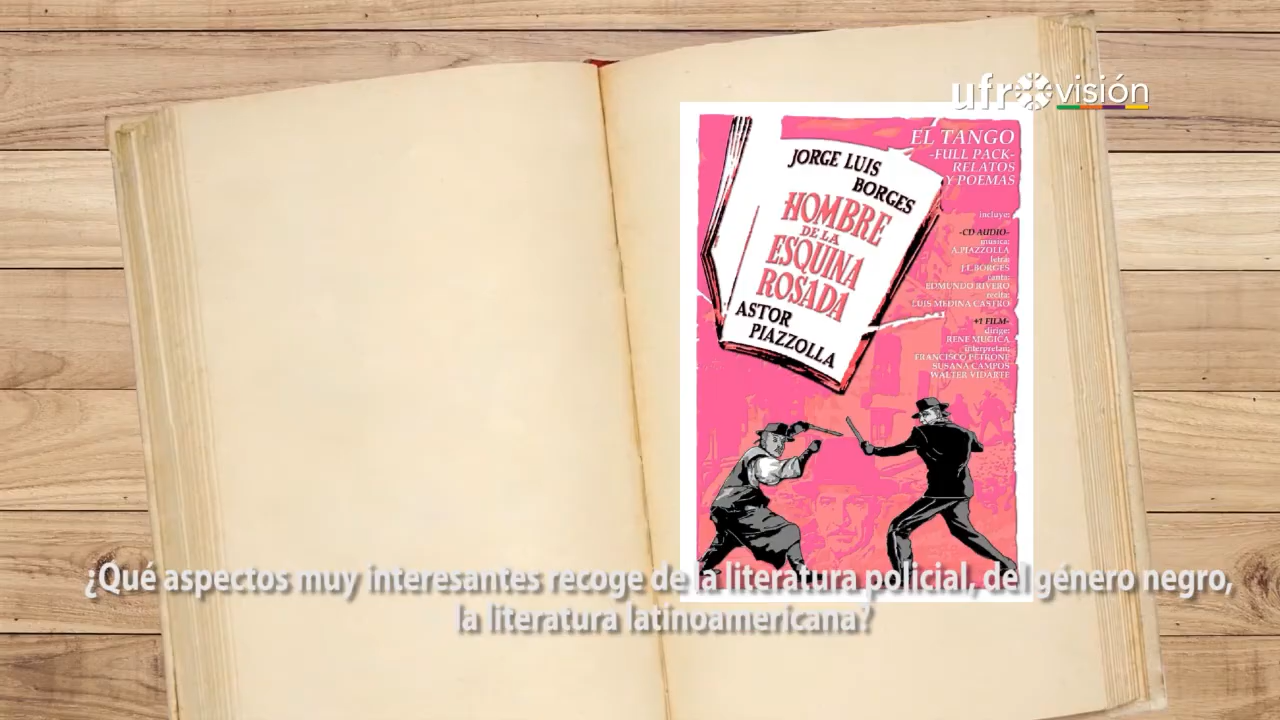 ufrovisión
EL TANGO
-FULL PACK-
RELATOS
Y POEMAS
JORGE LUIS
BORGES
HOMBRE
DE LA
ESQUINA
ROSADA
ASTOR
PIAZZOLLA
incluye:
-CD AUDIO-
musica:
A.PIAZZOLLA
letra:
J.L.BORGES
canta:
EDMUNDO RIVERO
recita:
LUIS MEDINA CASTRO
+1 FILM-
dirige:
RENE MUGICA
interpretan:
FRANCISCO PETRONE
SUSANA CAMPOS
WALTER VIDARTE
¿Qué aspectos muy interesantes recoge de la literatura policial, del género negro,
la literatura latinoamericana?